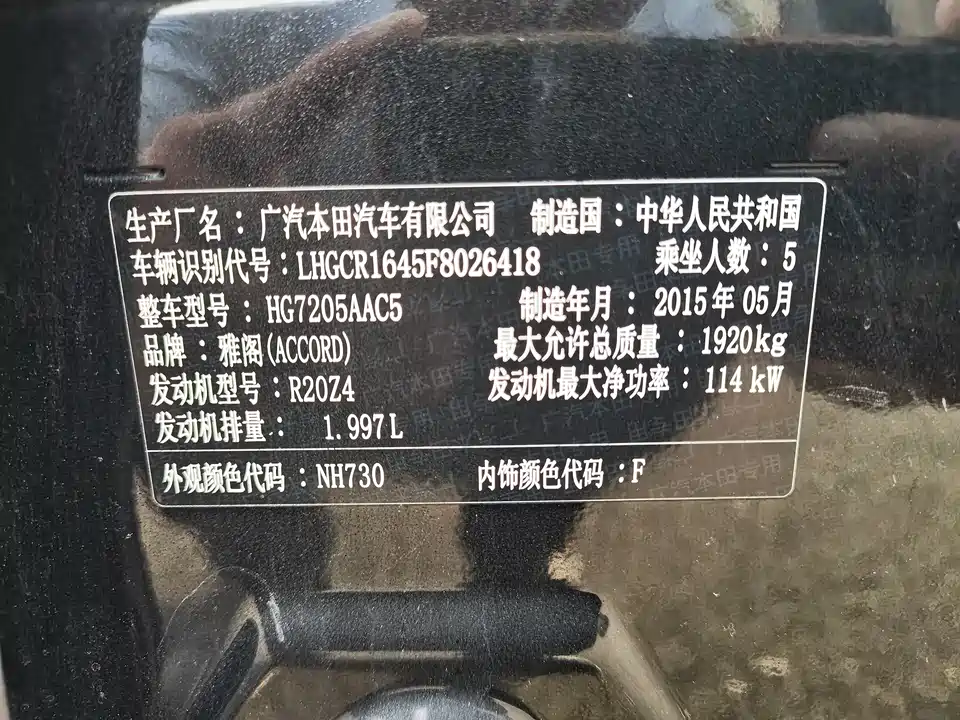 生产厂名：广汽本田汽车有限公司 制造国：中华人民共和国
车辆识别代号：LHGCR1645F8026418 乘坐人数：5
整车型号：HG7205AAC5 制造年月：2015年05月
品牌：雅阁(ACCORD) 最大允许总质量：1920kg
发动机型号：R20Z4 发动机最大净功率：114kW
发动机排量：1.997L
外观颜色代码：NH730 内饰颜色代码：F